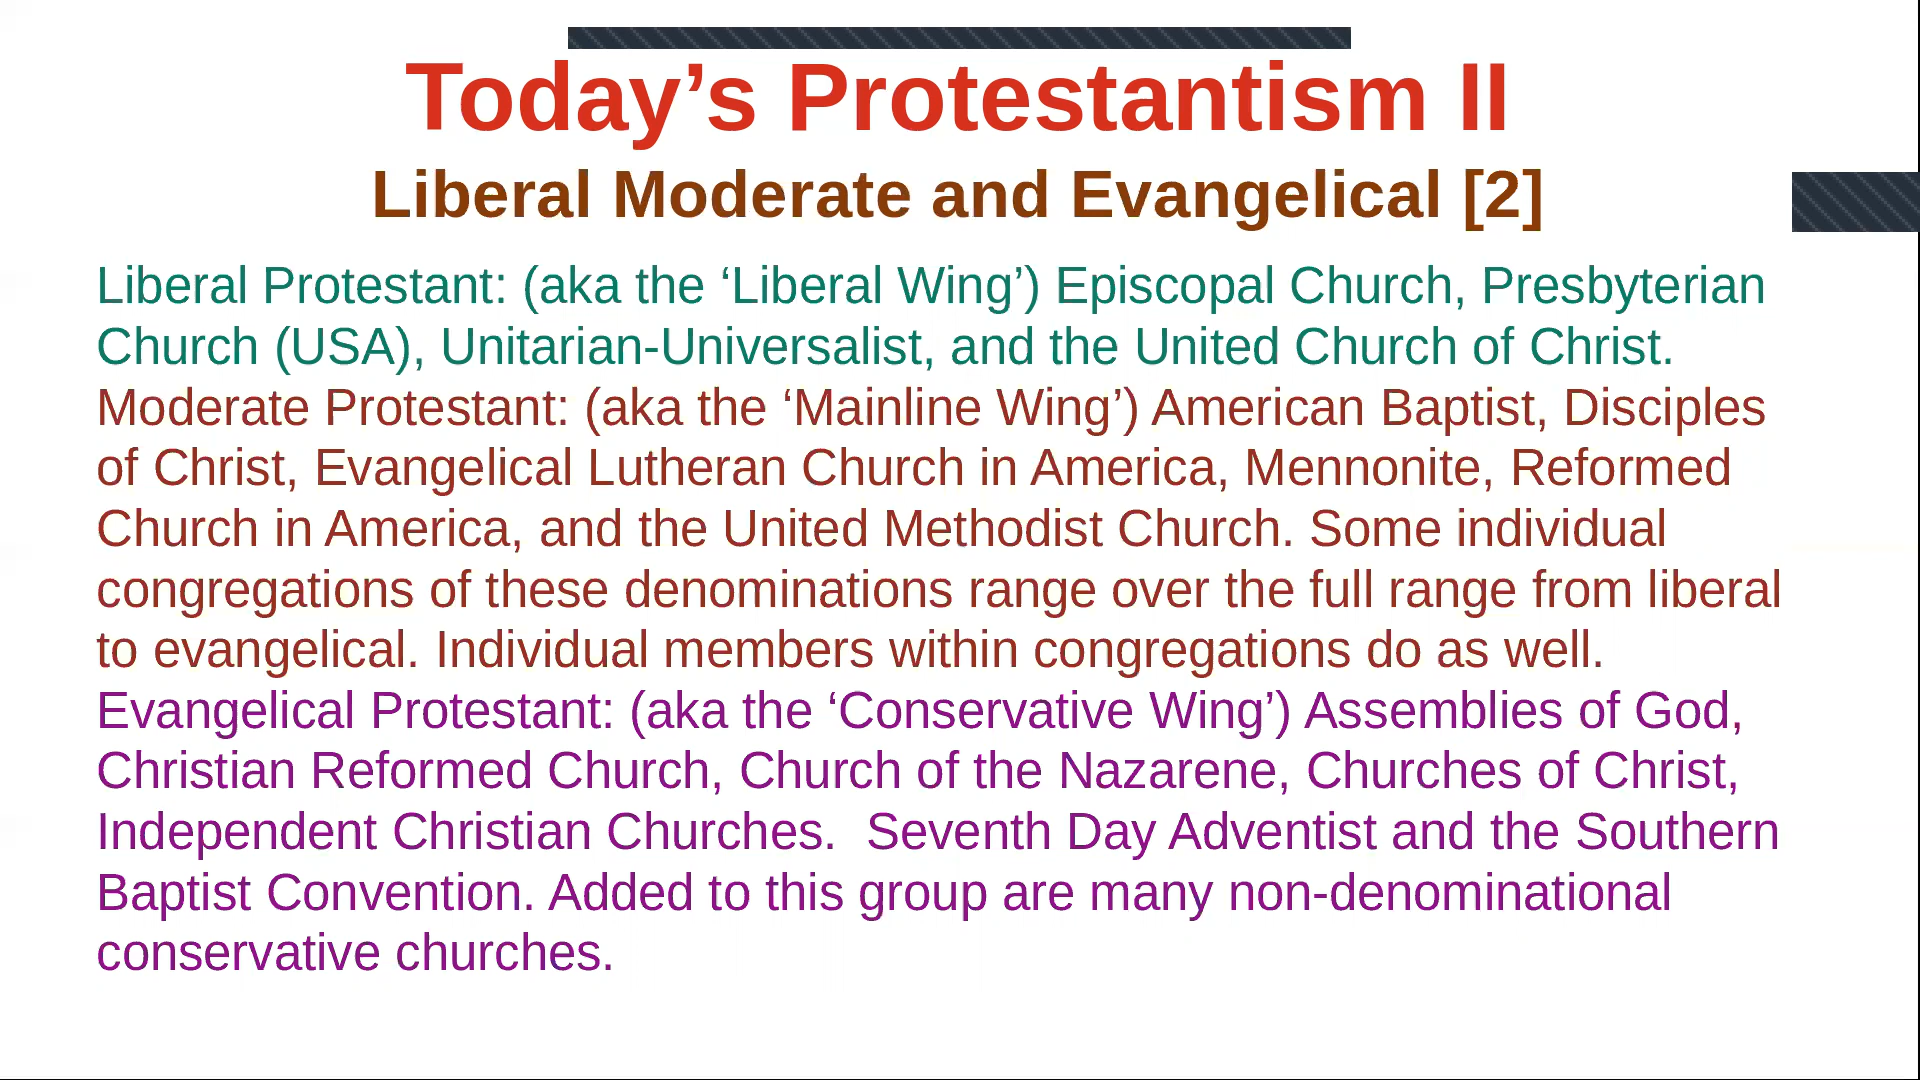 Today’s Protestantism II
Liberal Moderate and Evangelical [2]
Liberal Protestant: (aka the ‘Liberal Wing’) Episcopal Church, Presbyterian
Church (USA), Unitarian-Universalist, and the United Church of Christ.
Moderate Protestant: (aka the ‘Mainline Wing’) American Baptist, Disciples
of Christ, Evangelical Lutheran Church in America, Mennonite, Reformed
Church in America, and the United Methodist Church. Some individual
congregations of these denominations range over the full range from liberal
to evangelical. Individual members within congregations do as well.
Evangelical Protestant: (aka the ‘Conservative Wing’) Assemblies of God,
Christian Reformed Church, Church of the Nazarene, Churches of Christ,
Independent Christian Churches.  Seventh Day Adventist and the Southern
Baptist Convention. Added to this group are many non-denominational
conservative churches.